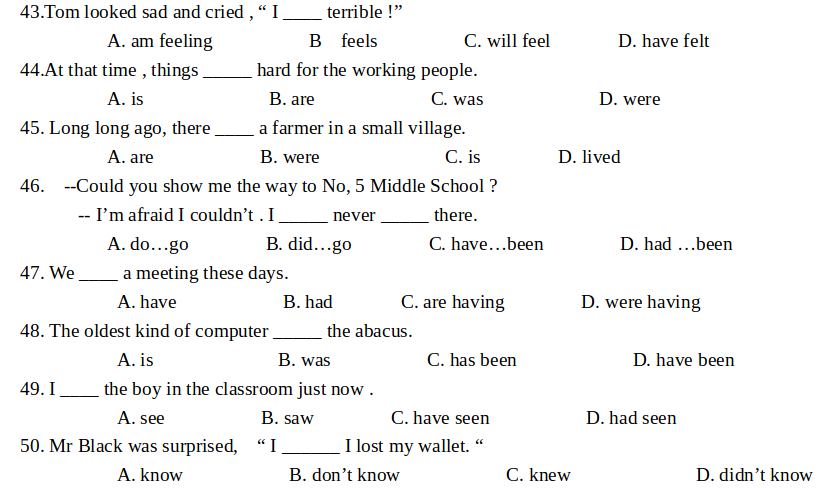 43.Tom looked sad and cried , “ I ____ terrible !”
A. am feeling B feels C. will feel D. have felt
44.At that time , things _____ hard for the working people.
A. is B. are C. was D. were
45. Long long ago, there ____ a farmer in a small village.
A. are B. were C. is D. lived
46. --Could you show me the way to No, 5 Middle School ?
-- I’m afraid I couldn’t . I _____ never _____ there.
A. do…go B. did…go C. have…been D. had …been
47. We ____ a meeting these days.
A. have B. had C. are having D. were having
48. The oldest kind of computer _____ the abacus.
A. is B. was C. has been D. have been
49. I ____ the boy in the classroom just now .
A. see B. saw C. have seen D. had seen
50. Mr Black was surprised, “ I ______ I lost my wallet. “
A. know B. don’t know C. knew D. didn’t know